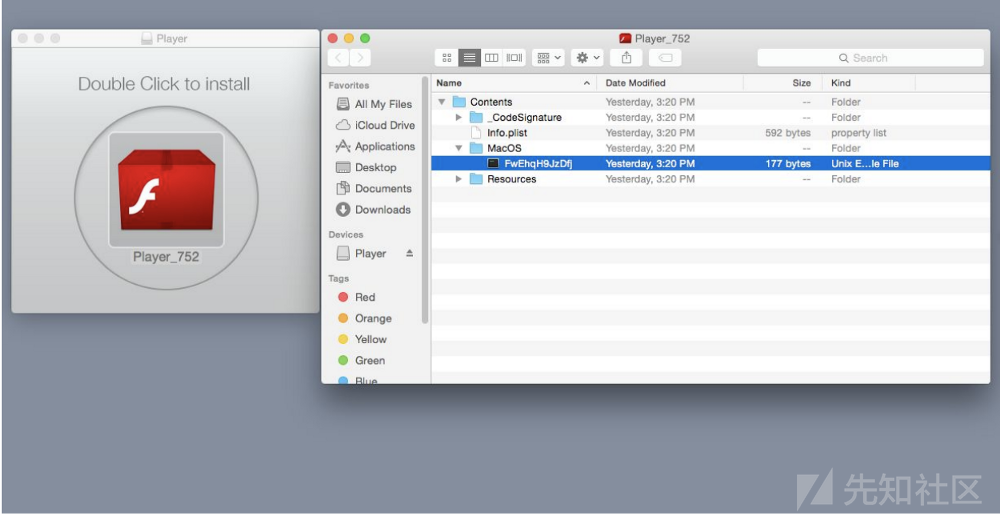 Player
Double Click to install
Player_752
Player_752
Search
Favorites
All My Files
iCloud Drive
Applications
Desktop
Documents
Downloads
Devices
Player
Tags
Red
Orange
Yellow
Green
Blue
Name Date Modified Size Kind
Contents Yesterday, 3:20 PM -- Folder
_CodeSignature Yesterday, 3:20 PM -- Folder
Info.plist Yesterday, 3:20 PM 592 bytes property list
MacOS Yesterday, 3:20 PM -- Folder
FwEhqH9JzDfj Yesterday, 3:20 PM 177 bytes Unix E...le File
Resources Yesterday, 3:20 PM -- Folder
先知社区